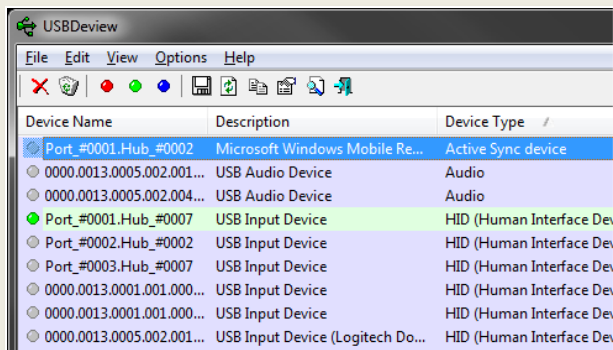 USBDeview
File Edit View Options Help
Device Name Description Device Type /
Port_#0001.Hub_#0002 Microsoft Windows Mobile Re... Active Sync device
0000.0013.0005.002.001... USB Audio Device Audio
0000.0013.0005.002.004... USB Audio Device Audio
Port_#0001.Hub_#0007 USB Input Device HID (Human Interface Dev
Port_#0002.Hub_#0002 USB Input Device HID (Human Interface Dev
Port_#0003.Hub_#0007 USB Input Device HID (Human Interface Dev
0000.0013.0001.001.000... USB Input Device HID (Human Interface Dev
0000.0013.0001.001.000... USB Input Device HID (Human Interface Dev
0000.0013.0005.002.001... USB Input Device (Logitech Do... HID (Human Interface Dev